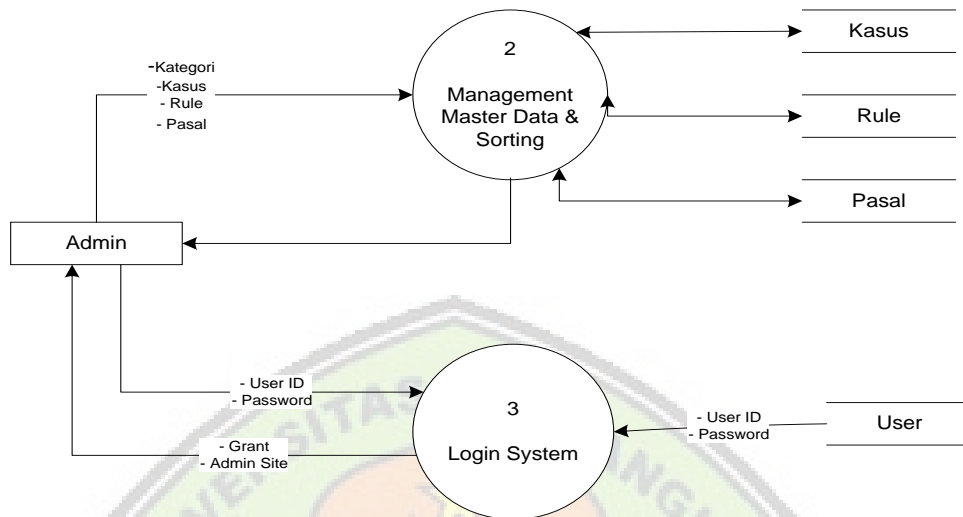 2
Management
Master Data &
Sorting
Kasus
Rule
Pasal
-Kategori
-Kasus
- Rule
- Pasal
Admin
- User ID
- Password
- Grant
- Admin Site
3
Login System
- User ID
- Password
User